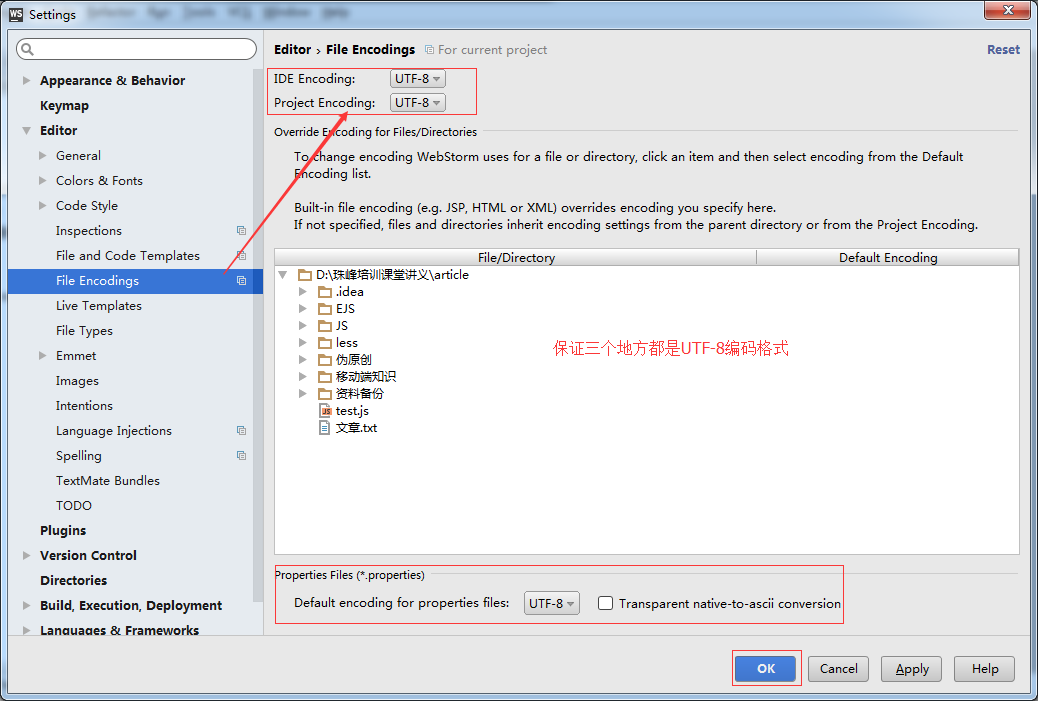 WS Settings
Editor › File Encodings For current project Reset
Appearance & Behavior
Keymap
Editor
General
Colors & Fonts
Code Style
Inspections
File and Code Templates
File Encodings
Live Templates
File Types
Emmet
Images
Intentions
Language Injections
Spelling
TextMate Bundles
TODO
Plugins
Version Control
Directories
Build, Execution, Deployment
Languages & Frameworks
IDE Encoding: UTF-8
Project Encoding: UTF-8
Override Encoding for Files/Directories
To change encoding WebStorm uses for a file or directory, click an item and then select encoding from the Default
Encoding list.
Built-in file encoding (e.g. JSP, HTML or XML) overrides encoding you specify here.
If not specified, files and directories inherit encoding settings from the parent directory or from the Project Encoding.
File/Directory Default Encoding
D:\珠峰培训课堂讲义\article
.idea
EJS
JS
less
伪原创
移动端知识
资料备份
JS test.js
文章.txt
保证三个地方都是UTF-8编码格式
Properties Files (*.properties)
Default encoding for properties files: UTF-8 Transparent native-to-ascii conversion
OK Cancel Apply Help